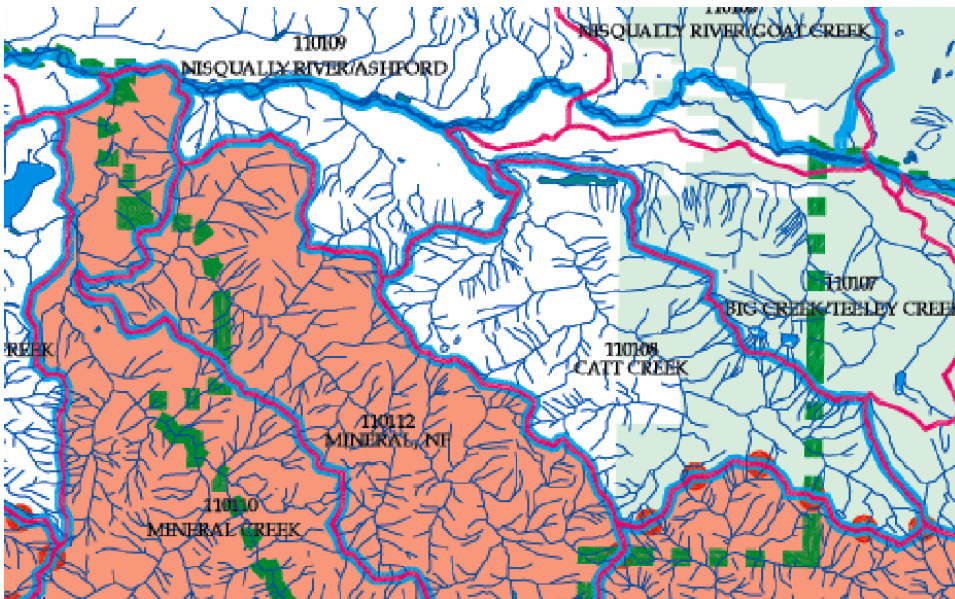 110109
NISQUALLY RIVER/ASHFORD
NISQUALLY RIVER/GOAT CREEK
110107
BIG CREEK/TEELEY CREEK
REEK
110108
CATT CREEK
110112
MINERAL, NF
110110
MINERAL CREEK